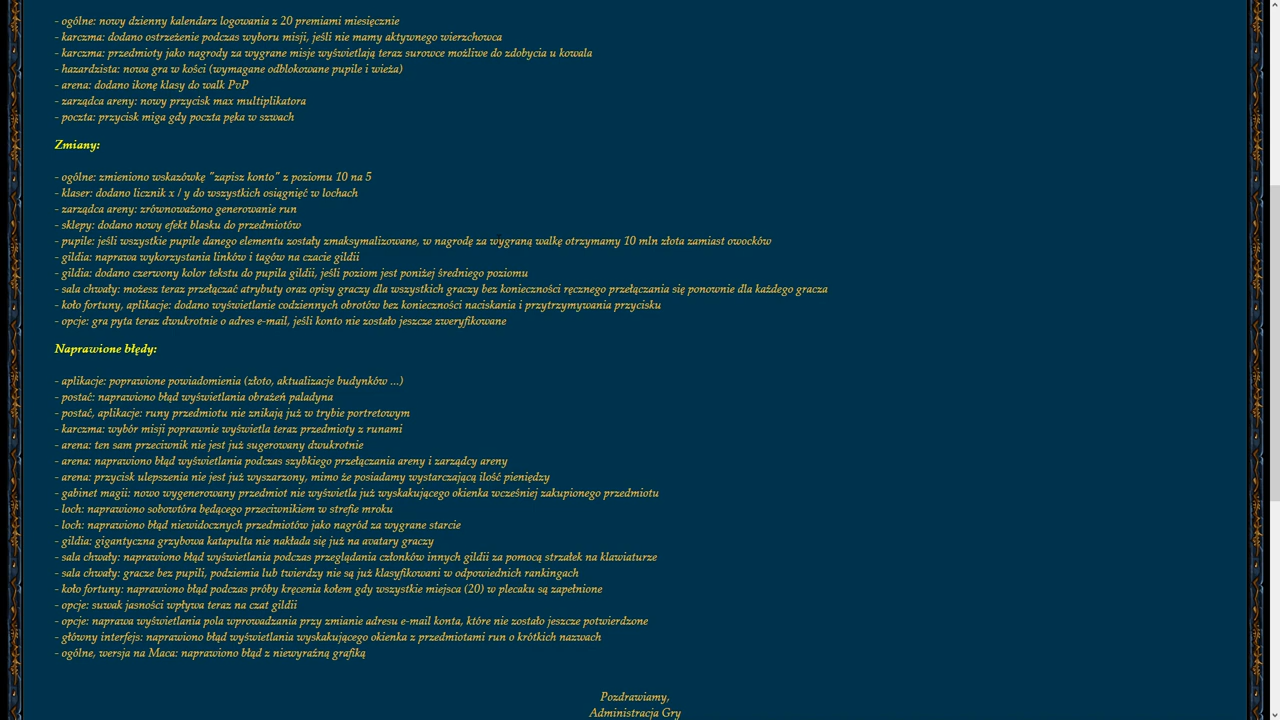 - ogólne: nowy dzienny kalendarz logowania z 20 premiami miesięcznie
- karczma: dodano ostrzeżenie podczas wyboru misji, jeśli nie mamy aktywnego wierzchowca
- karczma: przedmioty jako nagrody za wygrane misje wyświetlają teraz surowce możliwe do zdobycia u kowala
- hazardzista: nowa gra w kości (wymagane odblokowane pupile i wieża)
- arena: dodano ikonę klasy do walk PvP
- zarządca areny: nowy przycisk max multiplikatora
- poczta: przycisk miga gdy poczta pęka w szwach
Zmiany:
- ogólne: zmieniono wskazówkę "zapisz konto" z poziomu 10 na 5
- klaser: dodano licznik x / y do wszystkich osiągnięć w lochach
- zarządca areny: zrównoważono generowanie run
- sklepy: dodano nowy efekt blasku do przedmiotów
- pupile: jeśli wszystkie pupile danego elementu zostały zmaksymalizowane, w nagrodę za wygraną walkę otrzymamy 10 mln złota zamiast owocków
- gildia: naprawa wykorzystania linków i tagów na czacie gildii
- gildia: dodano czerwony kolor tekstu do pupila gildii, jeśli poziom jest poniżej średniego poziomu
- sala chwały: możesz teraz przełączać atrybuty oraz opisy graczy dla wszystkich graczy bez konieczności ręcznego przełączania się ponownie dla każdego gracza
- koło fortuny, aplikacje: dodano wyświetlanie codziennych obrotów bez konieczności naciskania i przytrzymywania przycisku
- opcje: gra pyta teraz dwukrotnie o adres e-mail, jeśli konto nie zostało jeszcze zweryfikowane
Naprawione błędy:
- aplikacje: poprawione powiadomienia (złoto, aktualizacje budynków ...)
- postać: naprawiono błąd wyświetlania obrażeń paladyna
- postać, aplikacje: runy przedmiotu nie znikają już w trybie portretowym
- karczma: wybór misji poprawnie wyświetla teraz przedmioty z runami
- arena: ten sam przeciwnik nie jest już sugerowany dwukrotnie
- arena: naprawiono błąd wyświetlania podczas szybkiego przełączania areny i zarządcy areny
- arena: przycisk ulepszenia nie jest już wyszarzony, mimo że posiadamy wystarczającą ilość pieniędzy
- gabinet magii: nowo wygenerowany przedmiot nie wyświetla już wyskakującego okienka wcześniej zakupionego przedmiotu
- loch: naprawiono sobowtóra będącego przeciwnikiem w strefie mroku
- loch: naprawiono błąd niewidocznych przedmiotów jako nagród za wygrane starcie
- gildia: gigantyczna grzybowa katapulta nie nakłada się już na avatary graczy
- sala chwały: naprawiono błąd wyświetlania podczas przeglądania członków innych gildii za pomocą strzałek na klawiaturze
- sala chwały: gracze bez pupili, podziemia lub twierdzy nie są już klasyfikowani w odpowiednich rankingach
- koło fortuny: naprawiono błąd podczas próby kręcenia kołem gdy wszystkie miejsca (20) w plecaku są zapełnione
- opcje: suwak jasności wpływa teraz na czat gildii
- opcje: naprawa wyświetlania pola wprowadzania przy zmianie adresu e-mail konta, które nie zostało jeszcze potwierdzone
- główny interfejs: naprawiono błąd wyświetlania wyskakującego okienka z przedmiotami run o krótkich nazwach
- ogólne, wersja na Maca: naprawiono błąd z niewyraźną grafiką
Pozdrawiamy,
Administracja Gry